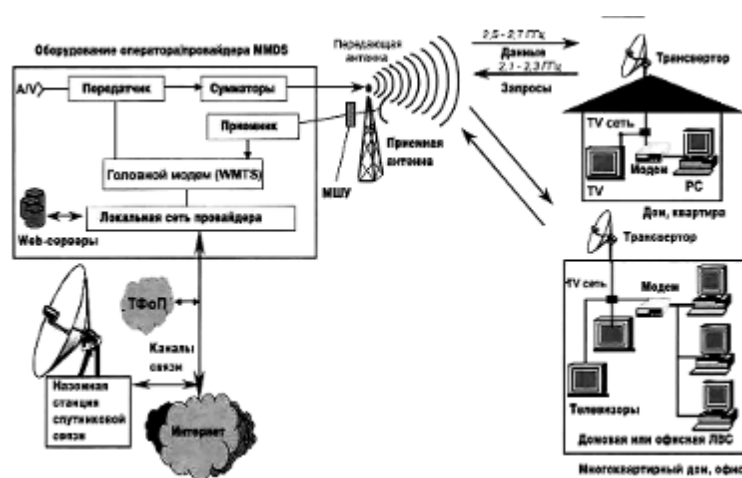 Оборудование оператора/провайдера MMDS
A/V
Передатчик
Сумматоры
Приемник
Головной модем (WMTS)
Локальная сеть провайдера
Web-серверы
Передающая
антенна
Приемная
антенна
МШУ
2,5 - 2,7 ГГц
Данные
2,1 - 2,3 ГГц
Запросы
Трансвертор
TV сеть
TV
Модем
PC
Дом, квартира
ТФоП
Каналы
связи
Наземная
станция
спутниковой
связи
Интернет
Трансвертор
TV сеть
Модем
Телевизоры
Домовая или офисная ЛВС
Многоквартирный дом, офис